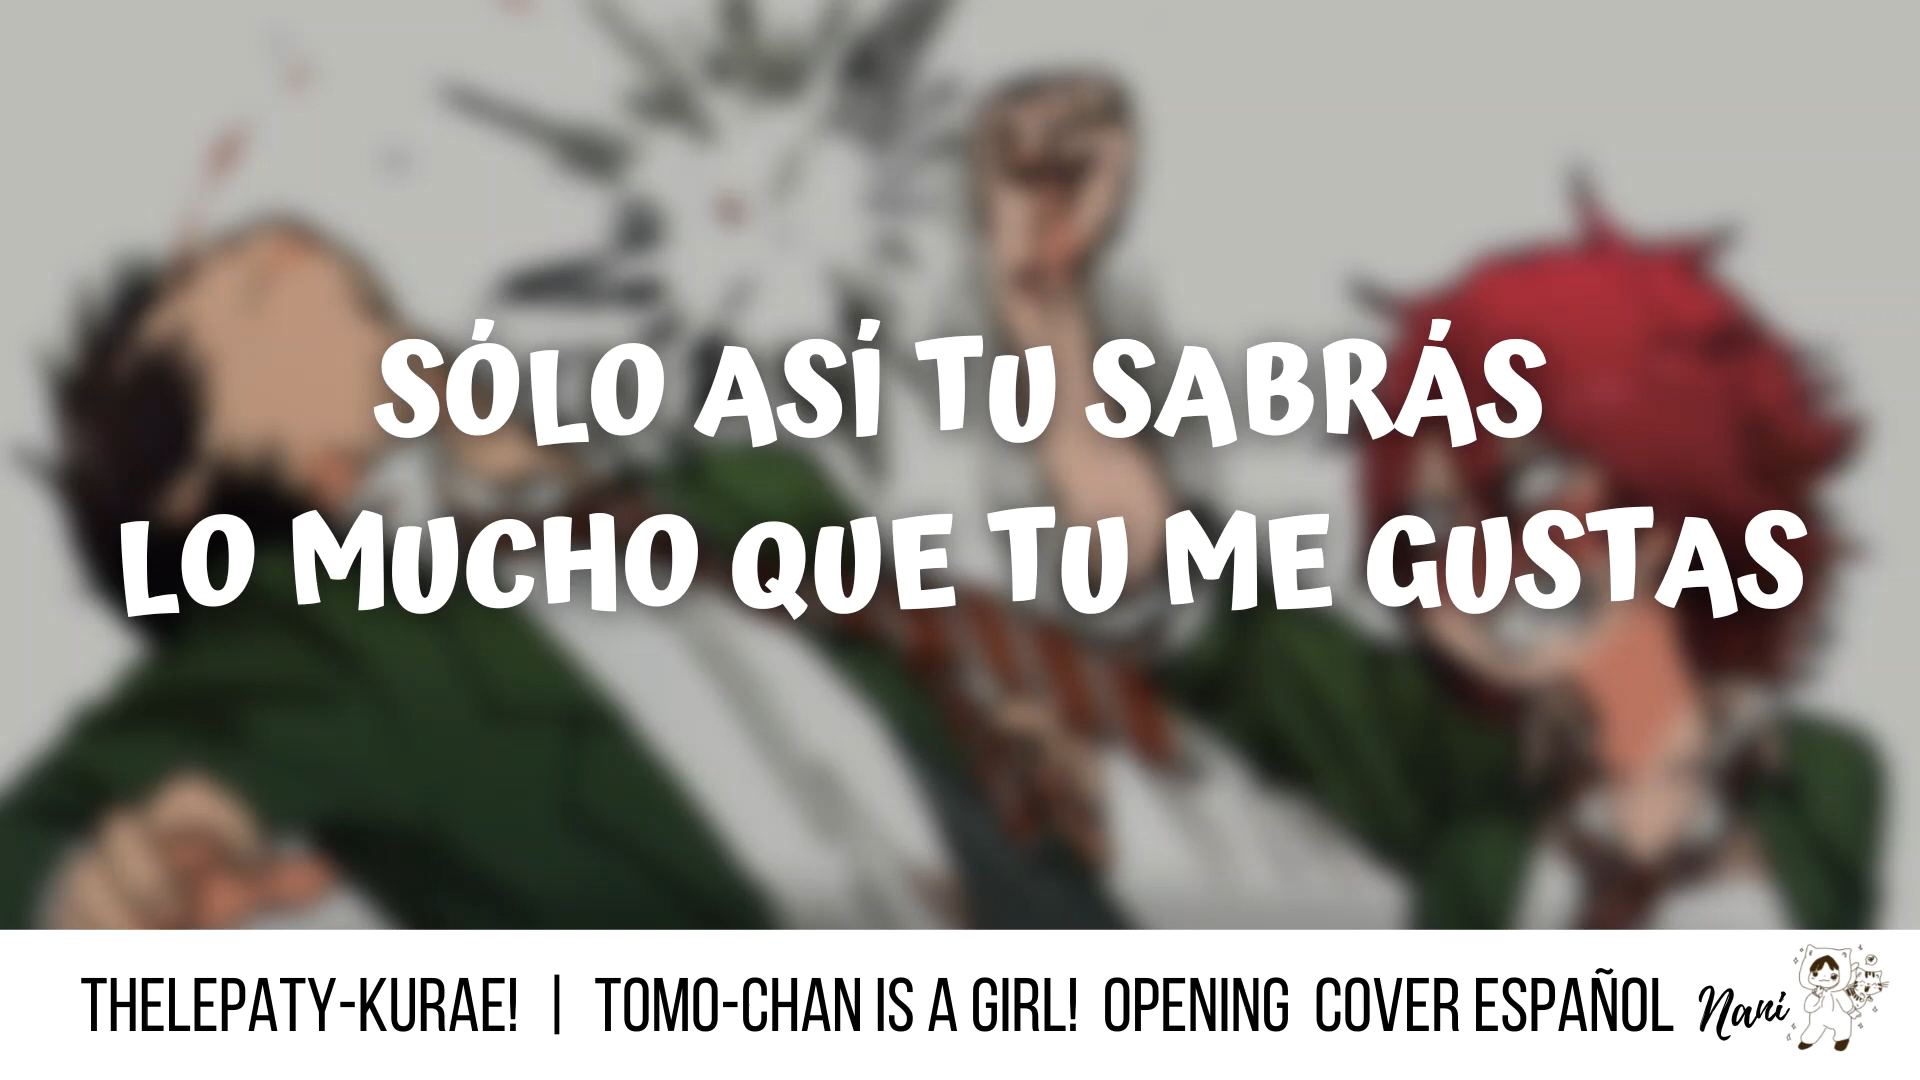 SÓLO ASÍ TU SABRÁS
LO MUCHO QUE TU ME GUSTAS
THELEPATY-KURAE! | TOMO-CHAN IS A GIRL! OPENING COVER ESPAÑOL Nani